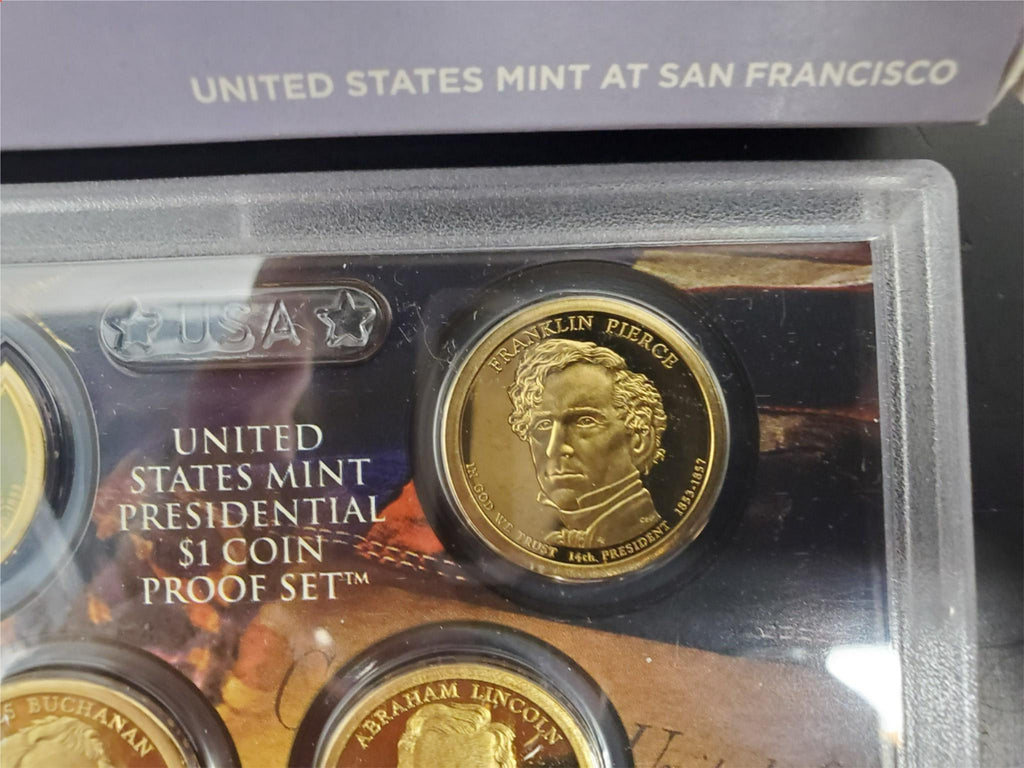 UNITED STATES MINT AT SAN FRANCISCO
USA
UNITED
STATES MINT
PRESIDENTIAL
$1 COIN
PROOF SET™
FRANKLIN PIERCE
IN GOD WE TRUST 14th PRESIDENT 1853-1857
BUCHANAN
ABRAHAM LINCOLN